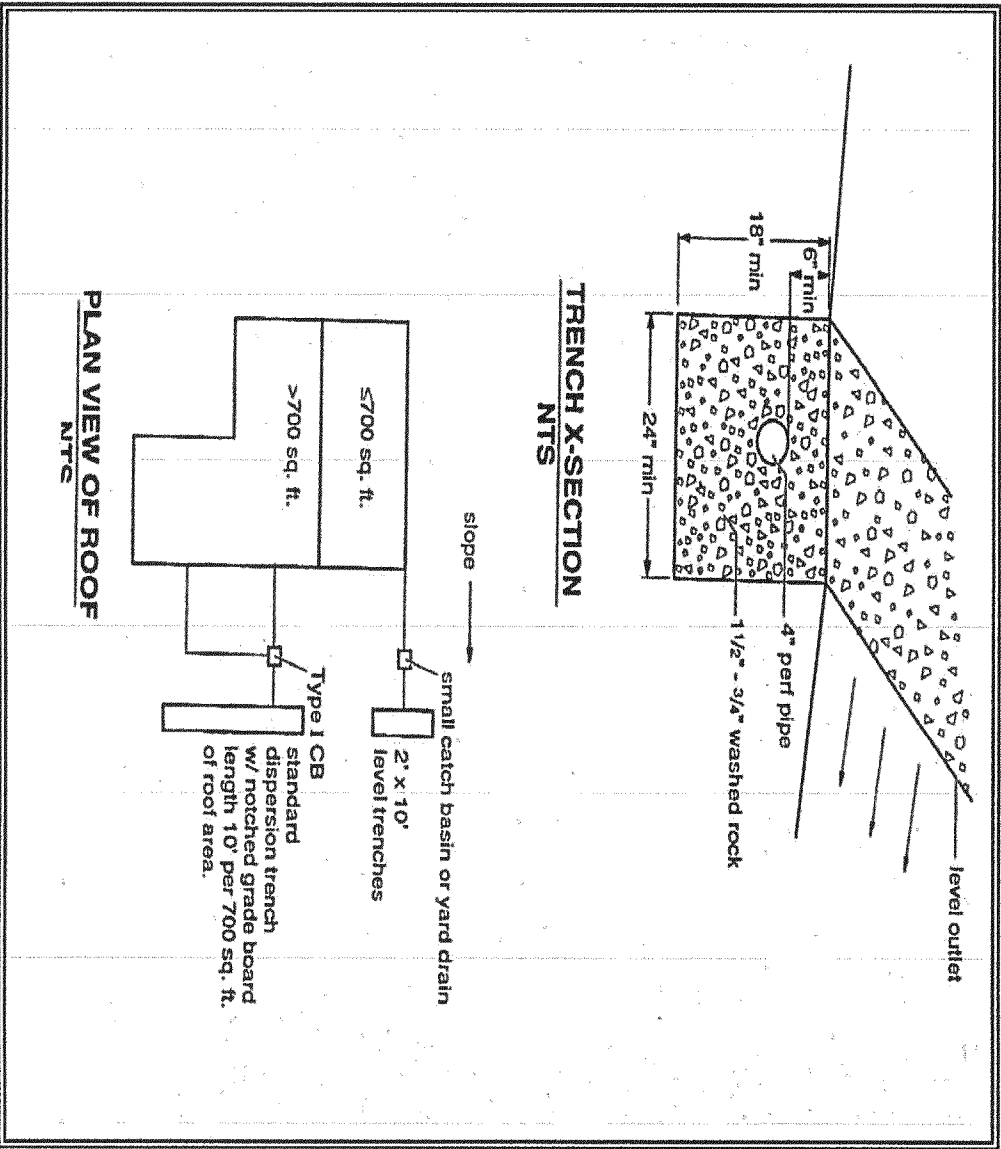 level outlet
18" min
6" min
24" min
4" perf pipe
1 1/2" - 3/4" washed rock
TRENCH X-SECTION
NTS
slope
small catch basin or yard drain
≤700 sq. ft.
2' x 10'
level trenches
>700 sq. ft.
Type I CB
standard
dispersion trench
w/ notched grade board
length 10' per 700 sq. ft.
of roof area.
PLAN VIEW OF ROOF
NTS